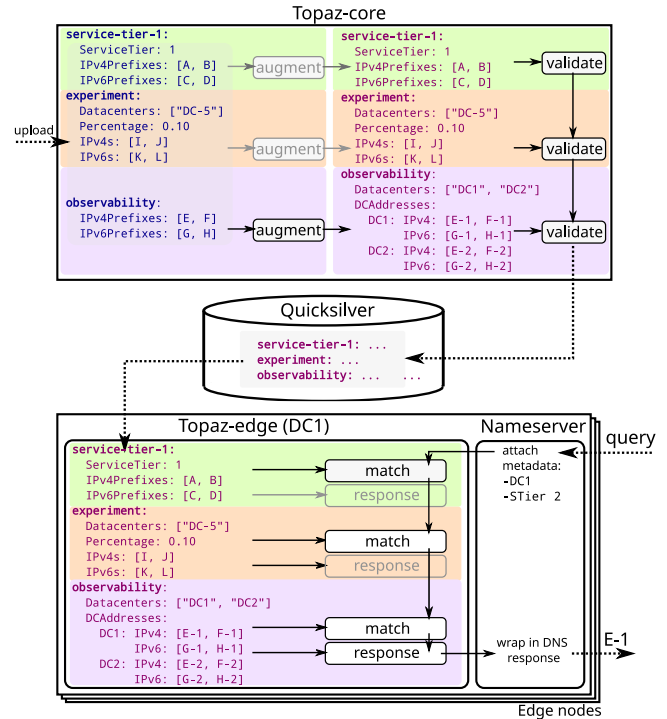 Topaz-core
service-tier-1:
ServiceTier: 1
IPv4Prefixes: [A, B]
IPv6Prefixes: [C, D]
augment
service-tier-1:
ServiceTier: 1
IPv4Prefixes: [A, B]
IPv6Prefixes: [C, D]
validate
upload
experiment:
Datacenters: ["DC-5"]
Percentage: 0.10
IPv4s: [I, J]
IPv6s: [K, L]
augment
experiment:
Datacenters: ["DC-5"]
Percentage: 0.10
IPv4s: [I, J]
IPv6s: [K, L]
validate
observability:
IPv4Prefixes: [E, F]
IPv6Prefixes: [G, H]
augment
observability:
Datacenters: ["DC1", "DC2"]
DCAddresses:
DC1: IPv4: [E-1, F-1]
IPv6: [G-1, H-1]
DC2: IPv4: [E-2, F-2]
IPv6: [G-2, H-2]
validate
Quicksilver
service-tier-1: ...
experiment: ...
observability: ... ...
Topaz-edge (DC1)
service-tier-1:
ServiceTier: 1
IPv4Prefixes: [A, B]
IPv6Prefixes: [C, D]
match
response
experiment:
Datacenters: ["DC-5"]
Percentage: 0.10
IPv4s: [I, J]
IPv6s: [K, L]
match
response
observability:
Datacenters: ["DC1", "DC2"]
DCAddresses:
DC1: IPv4: [E-1, F-1]
IPv6: [G-1, H-1]
DC2: IPv4: [E-2, F-2]
IPv6: [G-2, H-2]
match
response
Nameserver
query
attach
metadata:
-DC1
-STier 2
wrap in DNS
response
E-1
Edge nodes